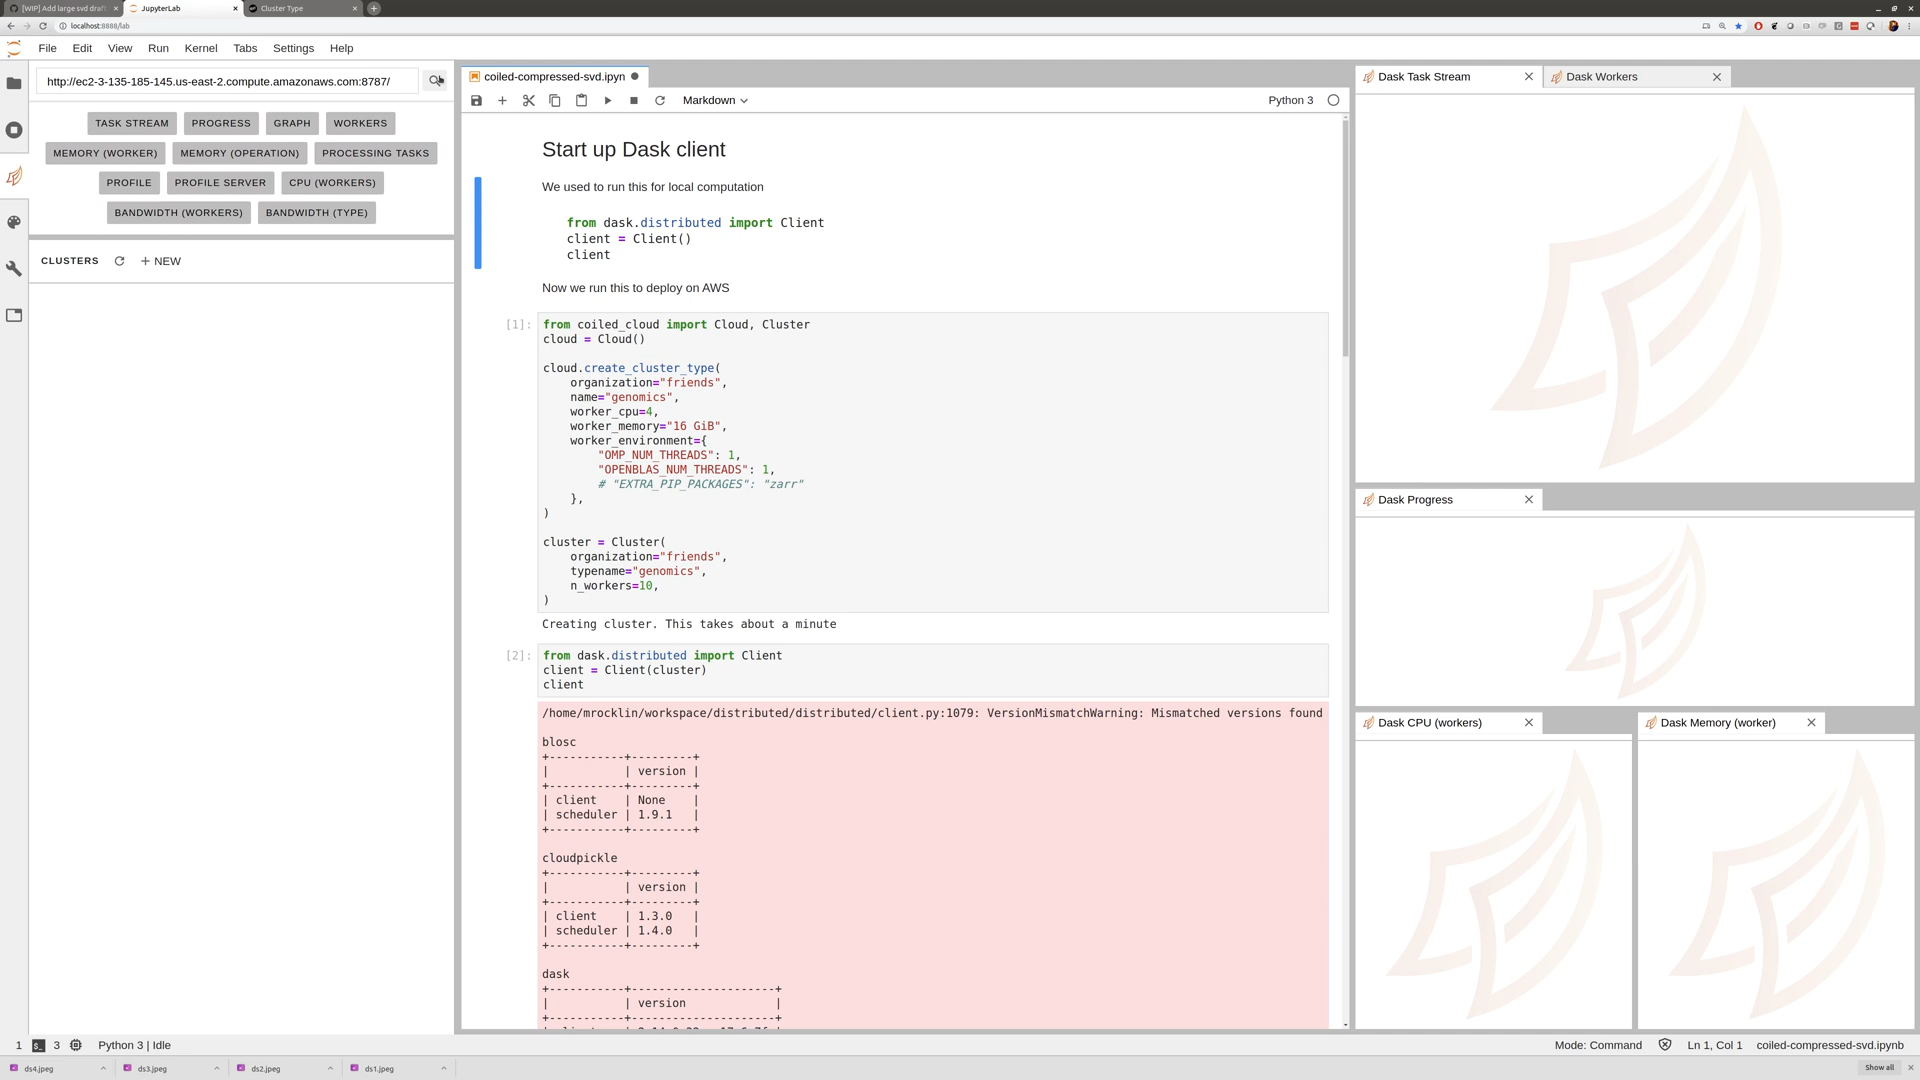 [WIP] Add large svd draf
JupyterLab
Cluster Type
localhost:8888/lab
File Edit View Run Kernel Tabs Settings Help
http://ec2-3-135-185-145.us-east-2.compute.amazonaws.com:8787/
TASK STREAM PROGRESS GRAPH WORKERS
MEMORY (WORKER) MEMORY (OPERATION) PROCESSING TASKS
PROFILE PROFILE SERVER CPU (WORKERS)
BANDWIDTH (WORKERS) BANDWIDTH (TYPE)
CLUSTERS + NEW
coiled-compressed-svd.ipyn
Markdown
Python 3
Start up Dask client
We used to run this for local computation
from dask.distributed import Client
client = Client()
client
Now we run this to deploy on AWS
[1]:
from coiled_cloud import Cloud, Cluster
cloud = Cloud()
cloud.create_cluster_type(
    organization="friends",
    name="genomics",
    worker_cpu=4,
    worker_memory="16 GiB",
    worker_environment={
        "OMP_NUM_THREADS": 1,
        "OPENBLAS_NUM_THREADS": 1,
        # "EXTRA_PIP_PACKAGES": "zarr"
    },
)
cluster = Cluster(
    organization="friends",
    typename="genomics",
    n_workers=10,
)
Creating cluster. This takes about a minute
[2]:
from dask.distributed import Client
client = Client(cluster)
client
/home/mrocklin/workspace/distributed/distributed/client.py:1079: VersionMismatchWarning: Mismatched versions found
blosc
+-----------+---------+
|           | version |
+-----------+---------+
| client    | None    |
| scheduler | 1.9.1   |
+-----------+---------+
cloudpickle
+-----------+---------+
|           | version |
+-----------+---------+
| client    | 1.3.0   |
| scheduler | 1.4.0   |
+-----------+---------+
dask
+-----------+--------------------+
|           | version            |
+-----------+--------------------+
Dask Task Stream
Dask Workers
Dask Progress
Dask CPU (workers)
Dask Memory (worker)
1 3 Python 3 | Idle
Mode: Command Ln 1, Col 1 coiled-compressed-svd.ipynb
ds4.jpeg ds3.jpeg ds2.jpeg ds1.jpeg
Show all